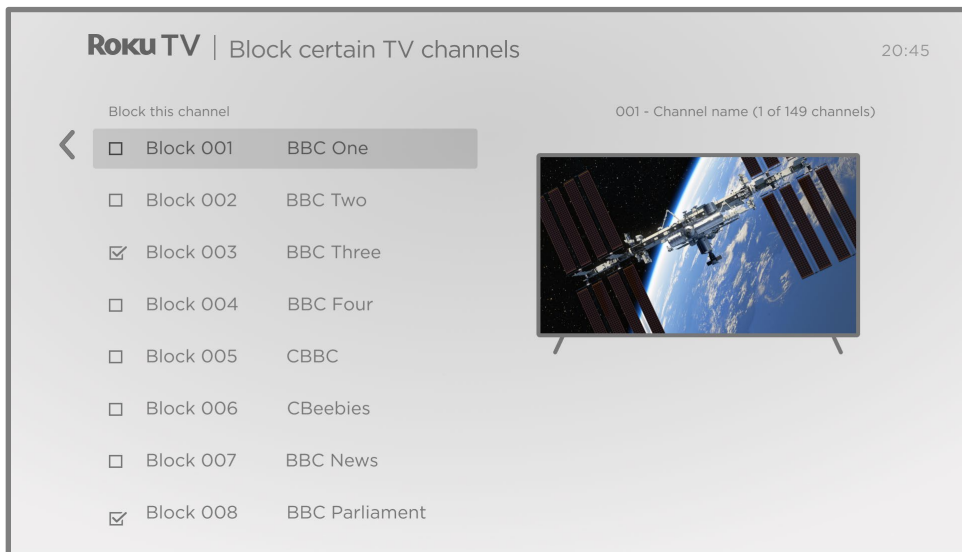 Roku TV | Block certain TV channels
20:45
Block this channel
001 - Channel name (1 of 149 channels)
Block 001 BBC One
Block 002 BBC Two
Block 003 BBC Three
Block 004 BBC Four
Block 005 CBBC
Block 006 CBeebies
Block 007 BBC News
Block 008 BBC Parliament